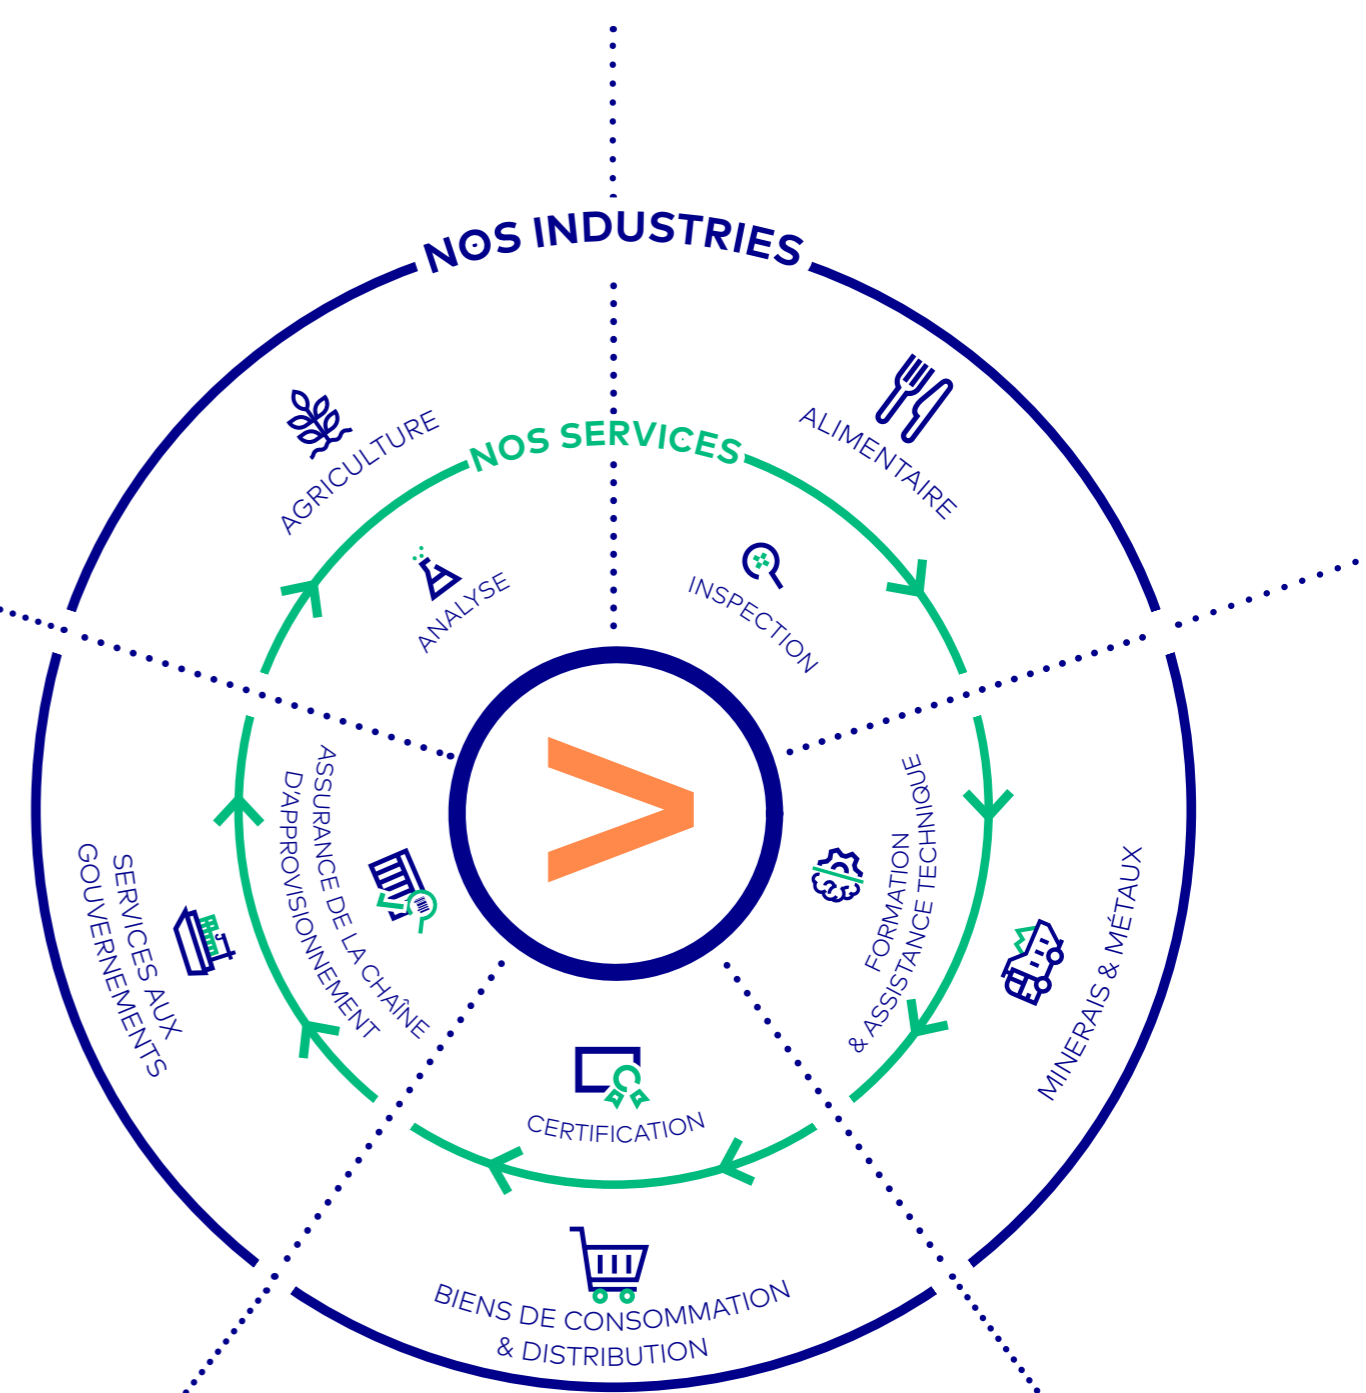 NOS INDUSTRIES
AGRICULTURE
ALIMENTAIRE
NOS SERVICES
ANALYSE
INSPECTION
ASSURANCE DE LA CHAÎNE
D'APPROVISIONNEMENT
FORMATION
& ASSISTANCE TECHNIQUE
SERVICES AUX
GOUVERNEMENTS
MINERAIS & MÉTAUX
CERTIFICATION
BIENS DE CONSOMMATION
& DISTRIBUTION